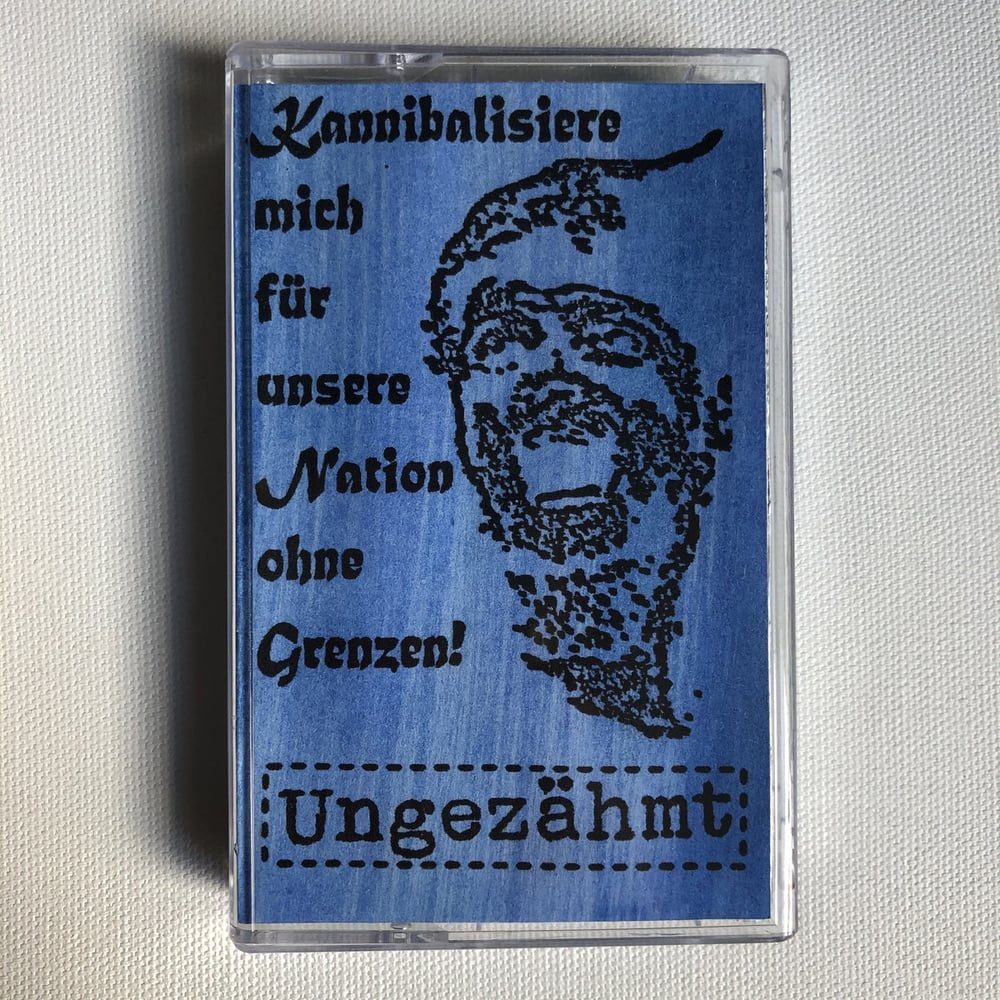 Kannibalisiere
mich
für
unsere
Nation
ohne
Grenzen!
Ungezähmt